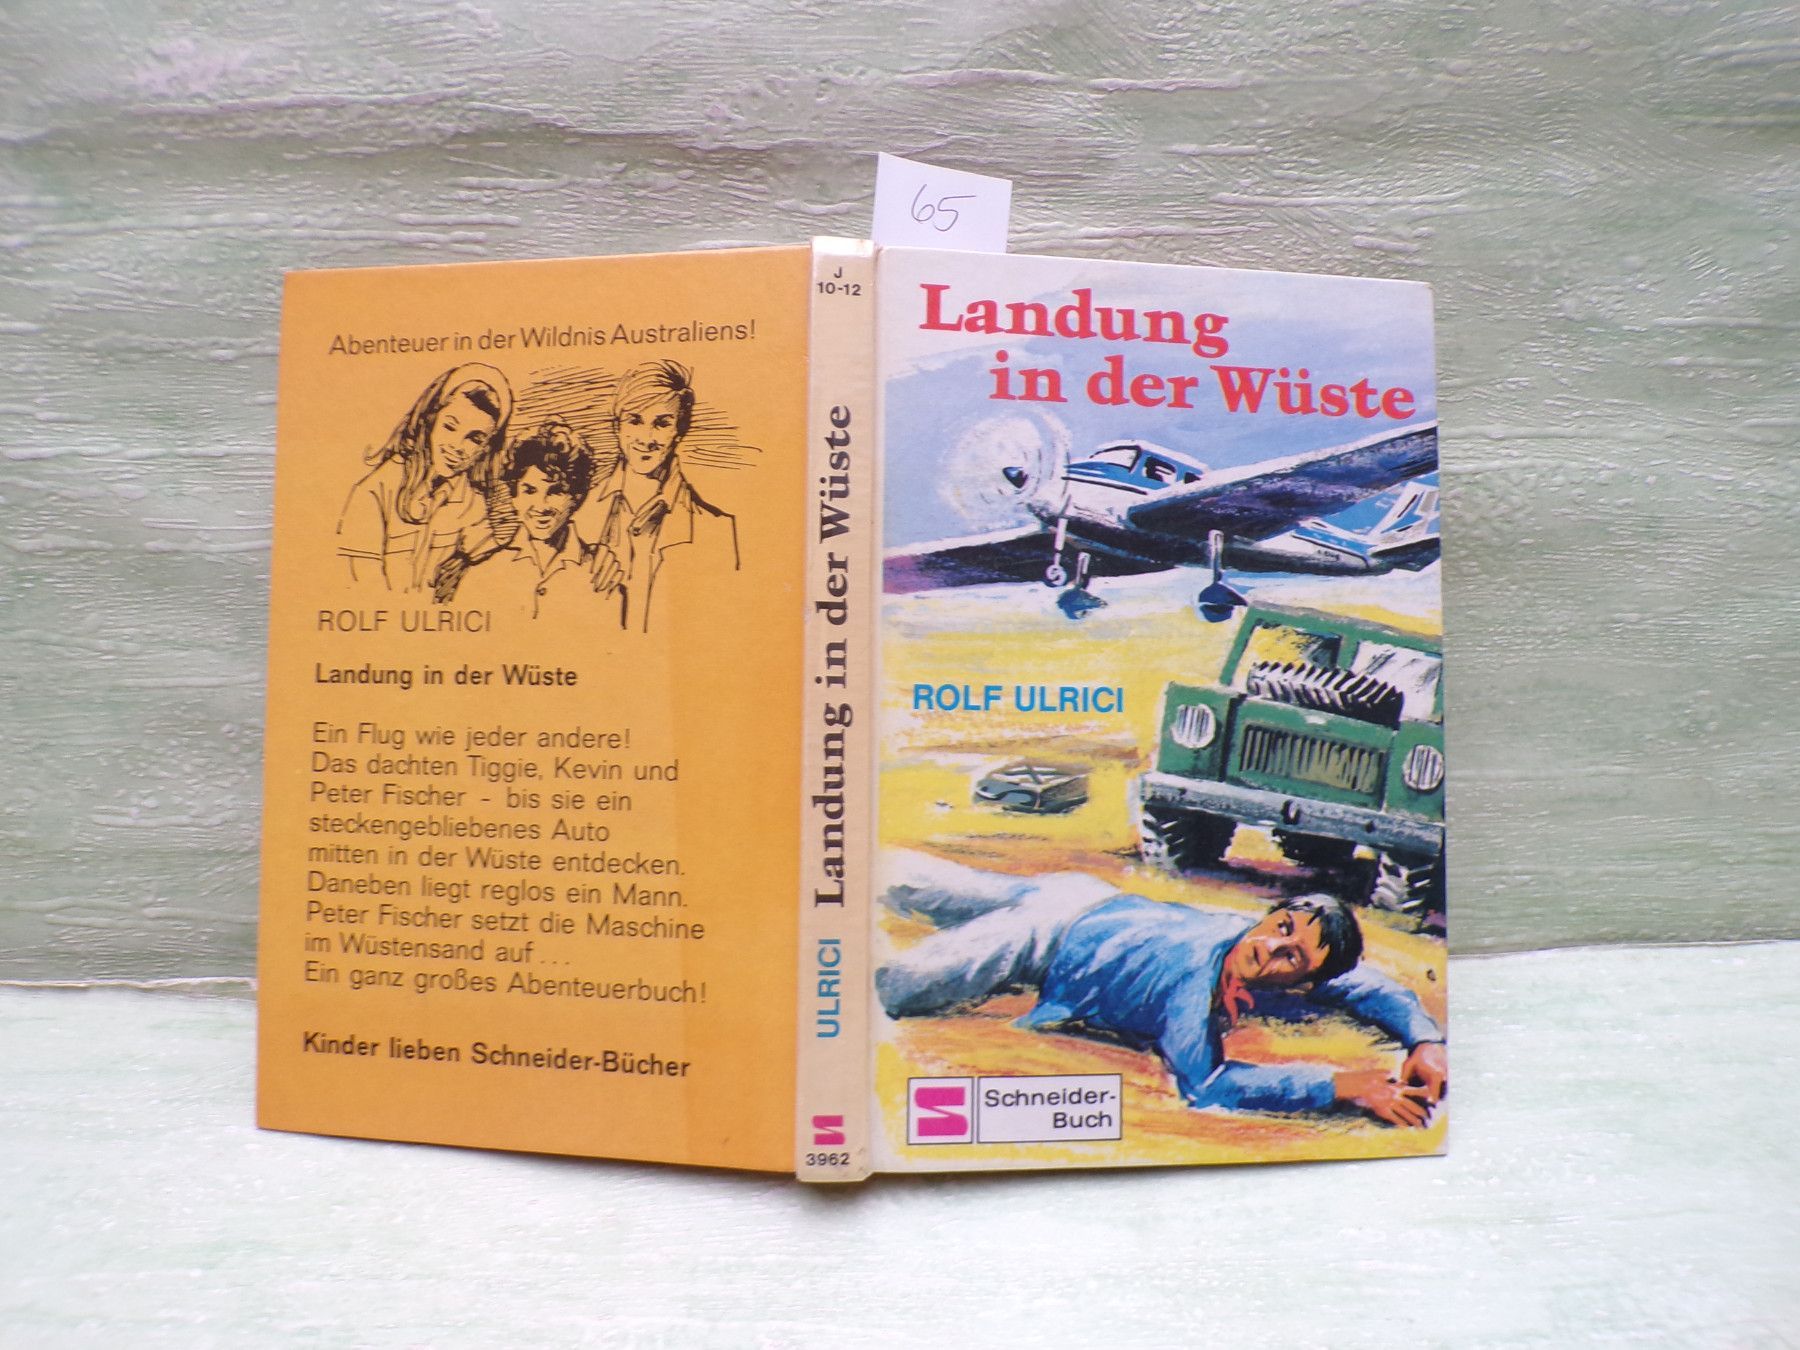 65
Abenteuer in der Wildnis Australiens!
ROLF ULRICI
Landung in der Wüste
Ein Flug wie jeder andere!
Das dachten Tiggie, Kevin und
Peter Fischer - bis sie ein
steckengebliebenes Auto
mitten in der Wüste entdecken.
Daneben liegt reglos ein Mann.
Peter Fischer setzt die Maschine
im Wüstensand auf...
Ein ganz großes Abenteuerbuch!
Kinder lieben Schneider-Bücher
J
10-12
ULRICI Landung in der Wüste
3962
Landung
in der Wüste
ROLF ULRICI
Schneider-
Buch